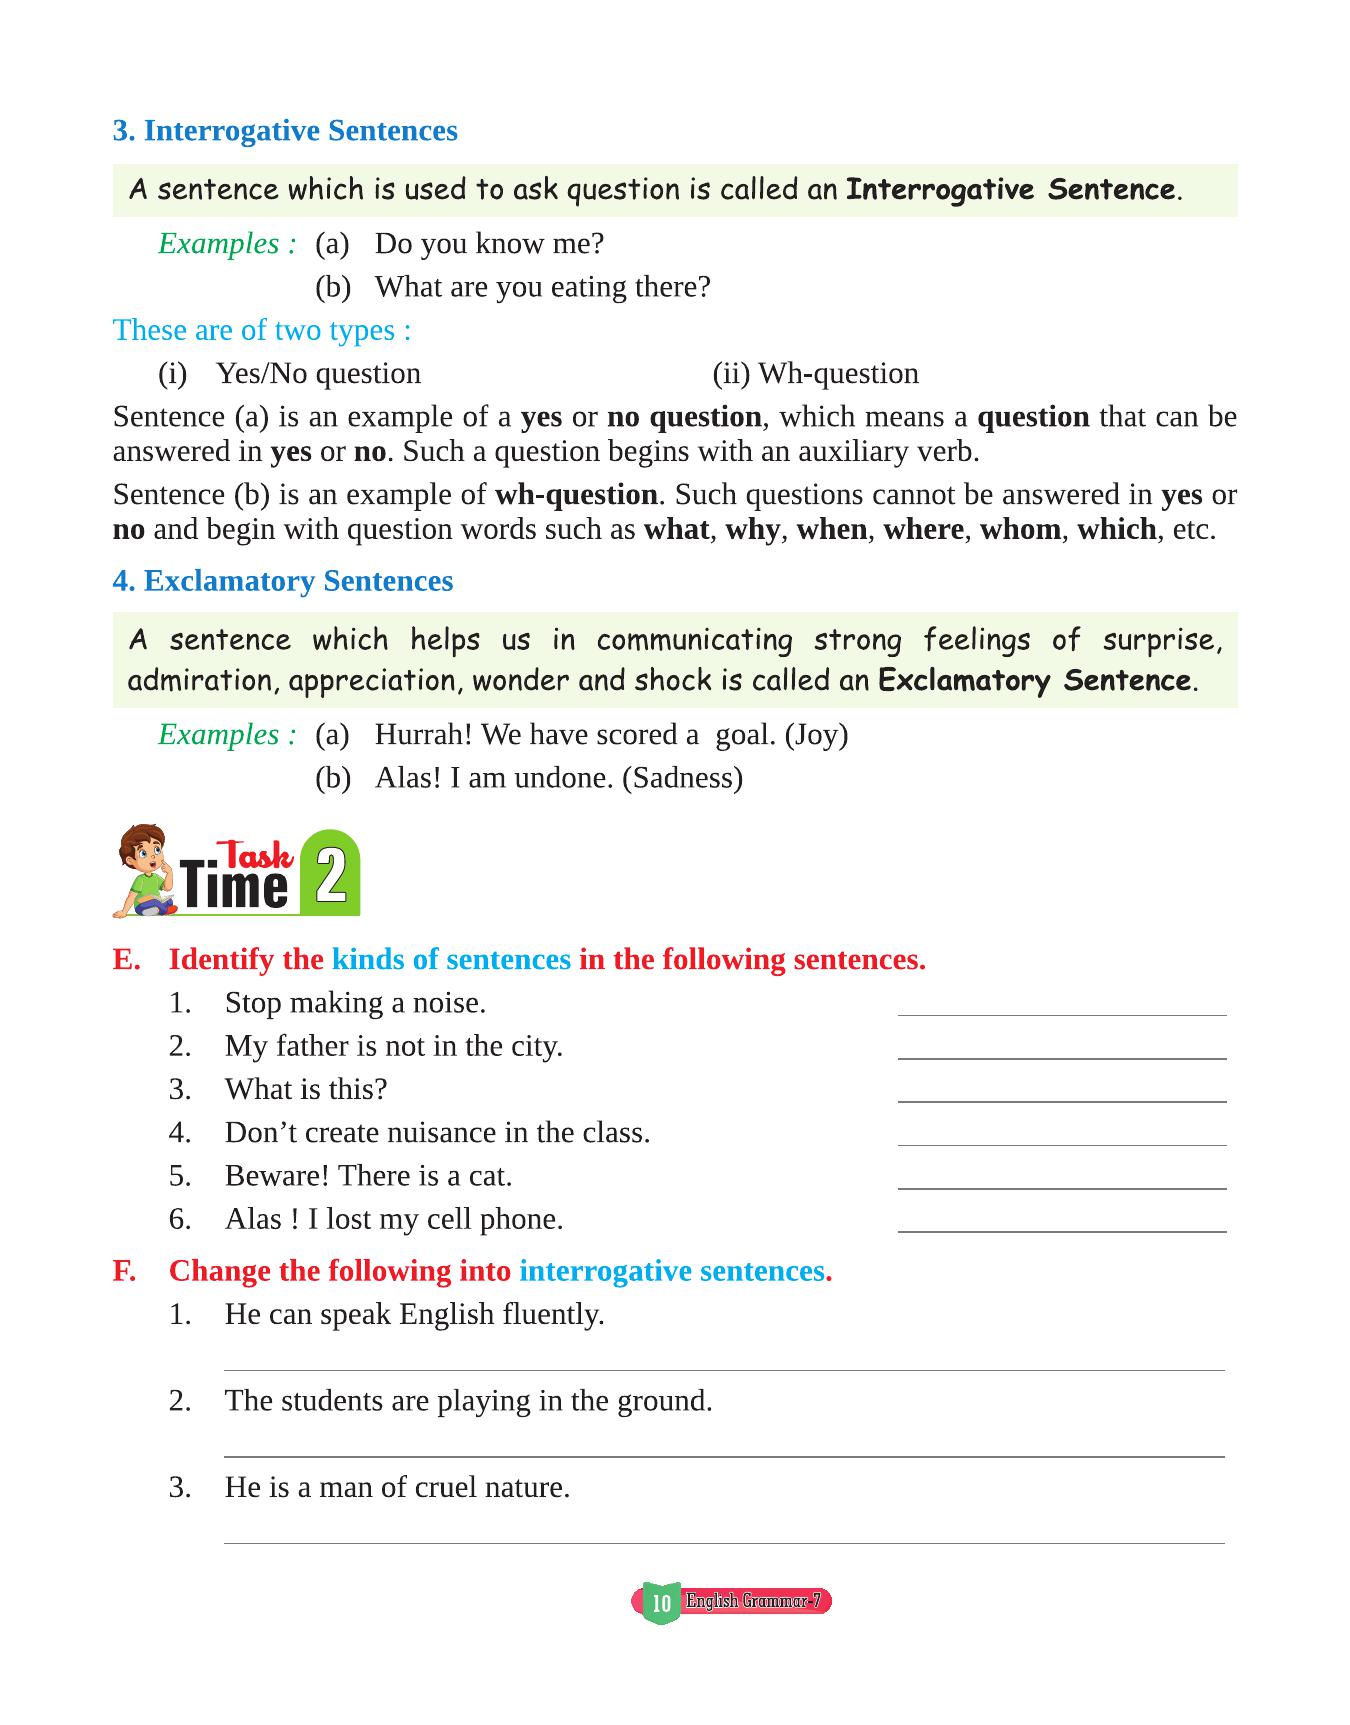 3. Interrogative Sentences
A sentence which is used to ask question is called an Interrogative Sentence.
Examples : (a) Do you know me?
(b) What are you eating there?
These are of two types :
(i) Yes/No question (ii) Wh-question
Sentence (a) is an example of a yes or no question, which means a question that can be
answered in yes or no. Such a question begins with an auxiliary verb.
Sentence (b) is an example of wh-question. Such questions cannot be answered in yes or
no and begin with question words such as what, why, when, where, whom, which, etc.
4. Exclamatory Sentences
A sentence which helps us in communicating strong feelings of surprise,
admiration, appreciation, wonder and shock is called an Exclamatory Sentence.
Examples : (a) Hurrah! We have scored a goal. (Joy)
(b) Alas! I am undone. (Sadness)
Task
Time 2
E. Identify the kinds of sentences in the following sentences.
1. Stop making a noise.
2. My father is not in the city.
3. What is this?
4. Don’t create nuisance in the class.
5. Beware! There is a cat.
6. Alas ! I lost my cell phone.
F. Change the following into interrogative sentences.
1. He can speak English fluently.
2. The students are playing in the ground.
3. He is a man of cruel nature.
10 English Grammar-7